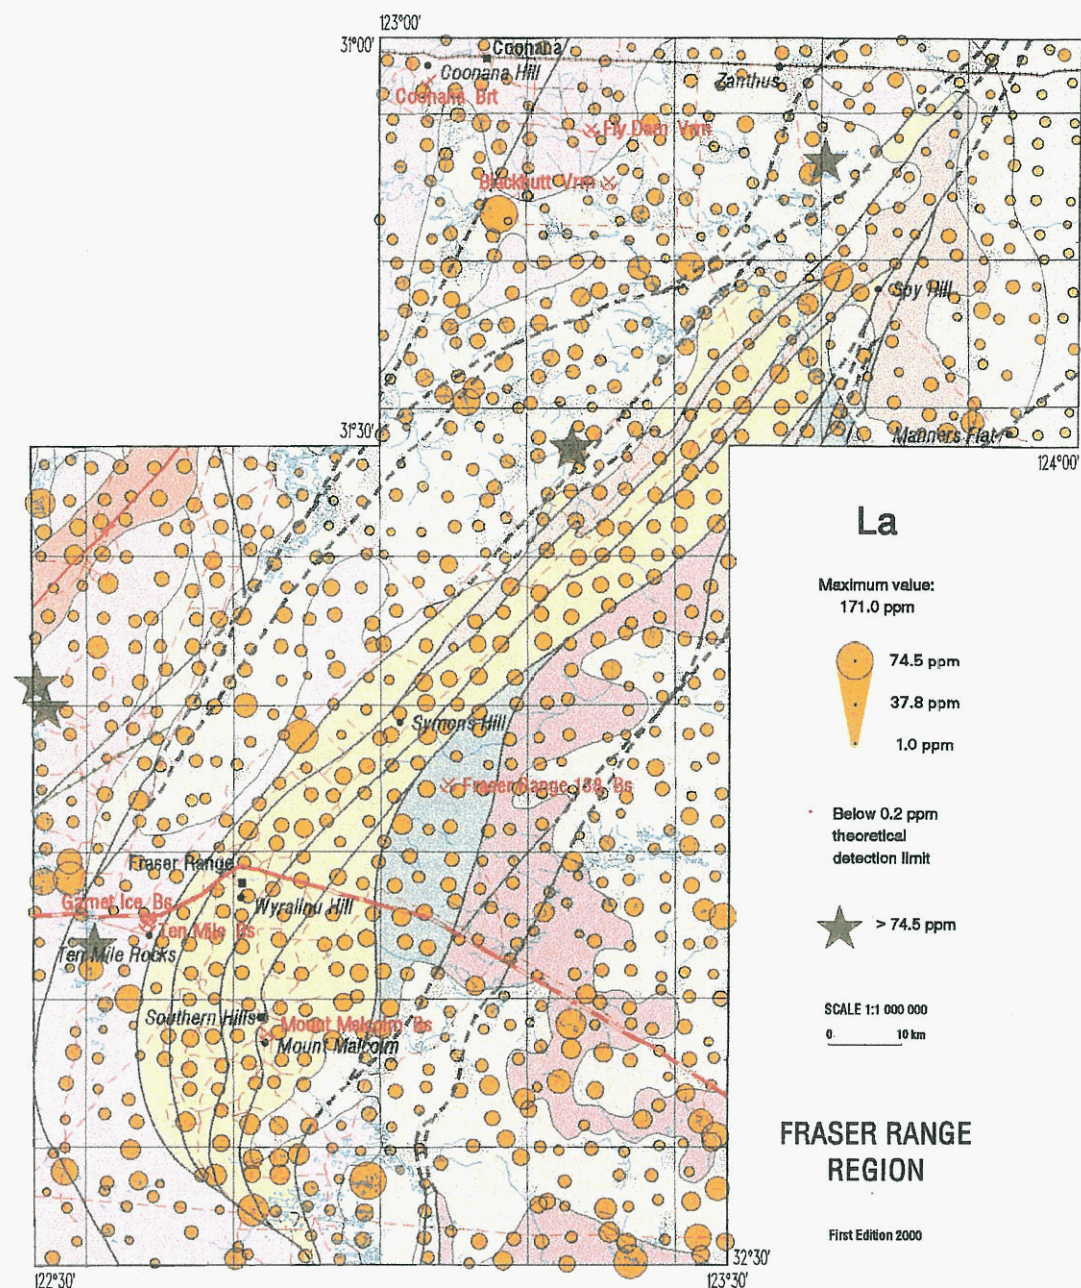 123°00'
31°00'
Coonana
Coonana Hill
Zanthus
Coonana Brt
Fly Dam Vrm
Blackbutt Vrm
Spy Hill
31°30'
Manners Flat
124°00'
La
Maximum value:
171.0 ppm
74.5 ppm
37.8 ppm
1.0 ppm
Symons Hill
Fraser Range 138 Bs
Below 0.2 ppm
theoretical
detection limit
Fraser Range
Garnet Ice Bs
Wyralinu Hill
Ten Mile Bs
Ten Mile Rocks
> 74.5 ppm
SCALE 1:1 000 000
0 10 km
Southern Hills
Mount Malcolm Bs
Mount Malcolm
FRASER RANGE
REGION
First Edition 2000
32°30'
122°30'
123°30'